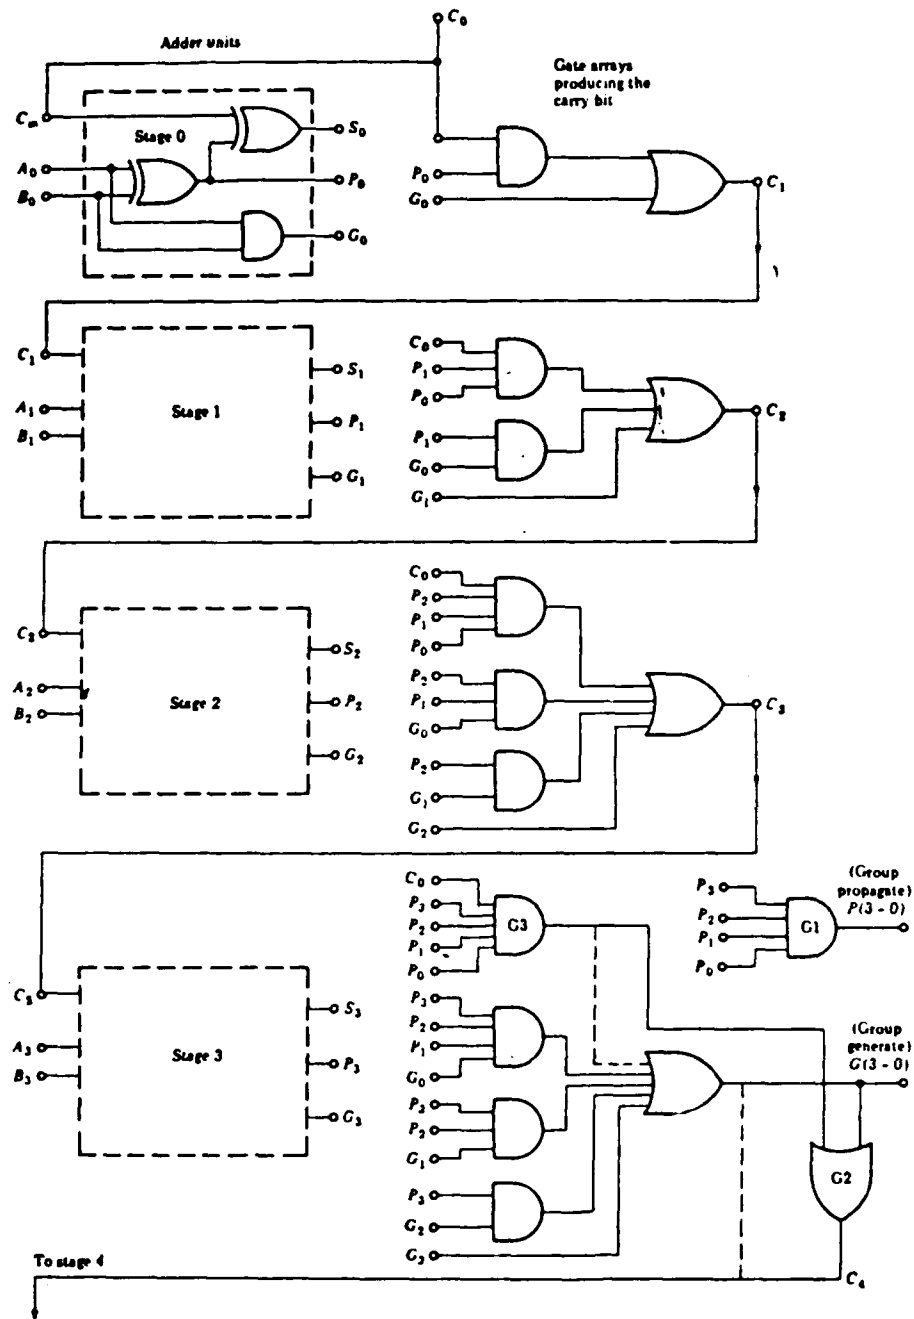 C₀
Adder units
Gate arrays
producing the
carry bit
Cᵢₙ
Stage 0
S₀
A₀
P₀
B₀
G₀
P₀
G₀
C₁
C₁
A₁
B₁
Stage 1
S₁
P₁
G₁
C₀
P₁
P₀
P₁
G₀
G₁
C₂
C₂
A₂
B₂
Stage 2
S₂
P₂
G₂
C₀
P₂
P₁
P₀
P₂
P₁
G₀
P₂
G₁
G₂
C₃
C₃
A₃
B₃
Stage 3
S₃
P₃
G₃
C₀
P₃
P₂
P₁
P₀
G3
P₃
P₂
P₁
G₀
P₃
P₂
G₁
P₃
G₂
G₃
P₃
P₂
P₁
P₀
G1
(Group
propagate)
P(3 - 0)
(Group
generate)
G(3 - 0)
G2
To stage 4
C₄